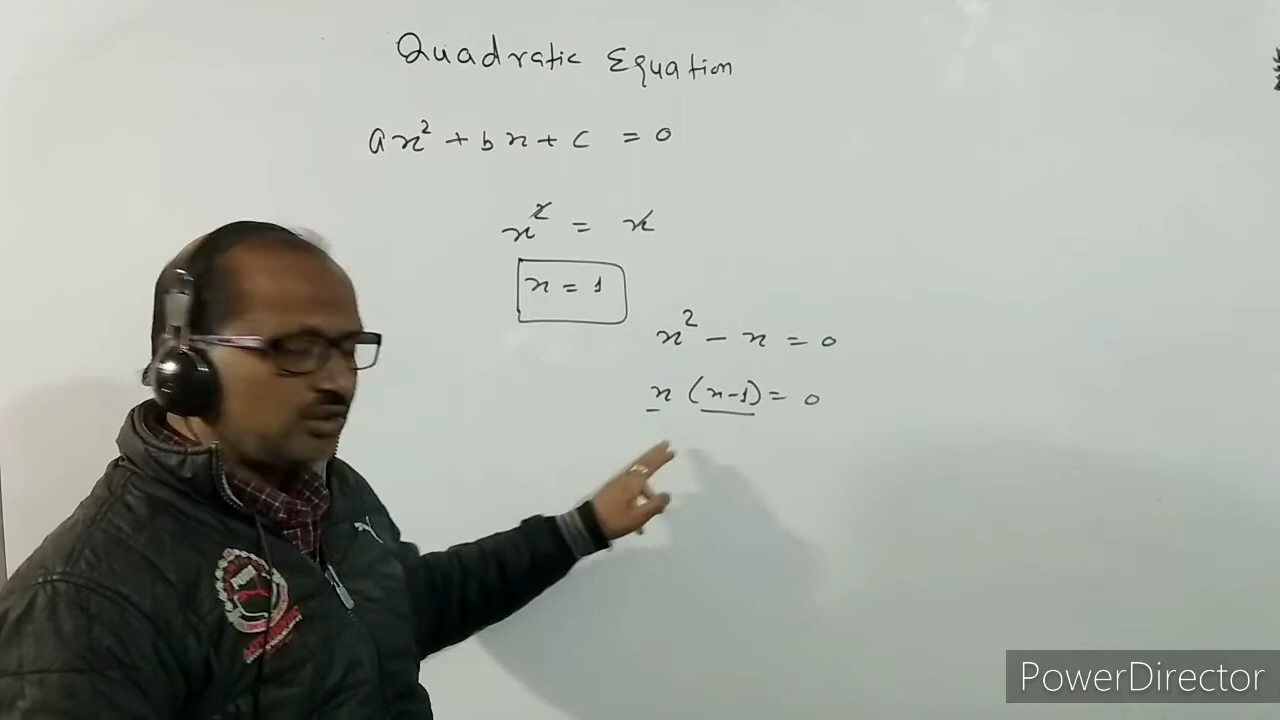 Quadratic Equation
ax² + bx + c = 0
x² = x
x = 1
x² - x = 0
x (x-1) = 0
PowerDirector